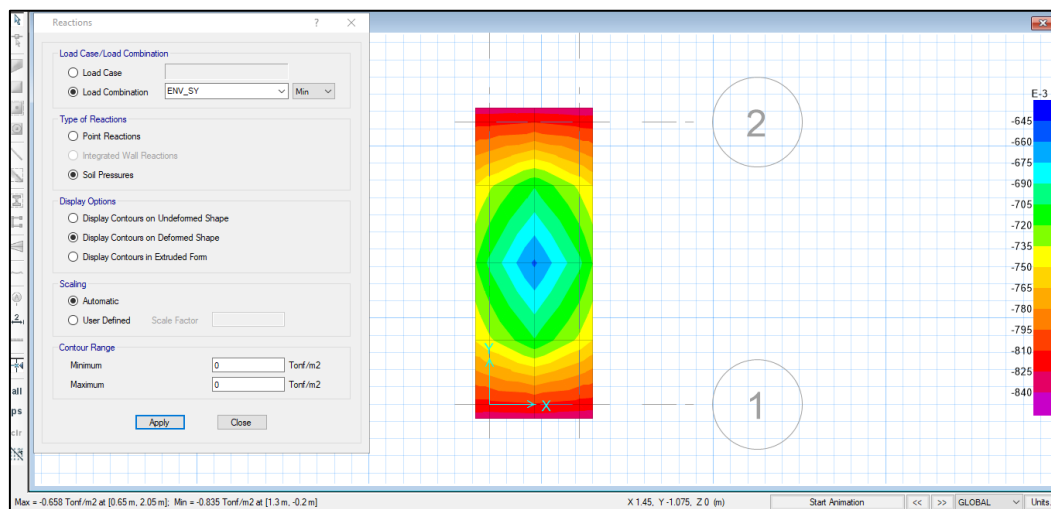 Reactions
?
Load Case/Load Combination
Load Case
Load Combination
ENV_SY
Min
Type of Reactions
Point Reactions
Integrated Wall Reactions
Soil Pressures
Display Options
Display Contours on Undeformed Shape
Display Contours on Deformed Shape
Display Contours in Extruded Form
Scaling
Automatic
User Defined
Scale Factor
Contour Range
Minimum
0
Tonf/m2
Maximum
0
Tonf/m2
Apply
Close
2
all
ps
clr
Y
X
2
1
E-3
-645
-660
-675
-690
-705
-720
-735
-750
-765
-780
-795
-810
-825
-840
Max = -0.658 Tonf/m2 at [0.65 m, 2.05 m]; Min = -0.835 Tonf/m2 at [1.3 m, -0.2 m]
X 1.45, Y -1.075, Z 0 (m)
Start Animation
<<
>>
GLOBAL
Units